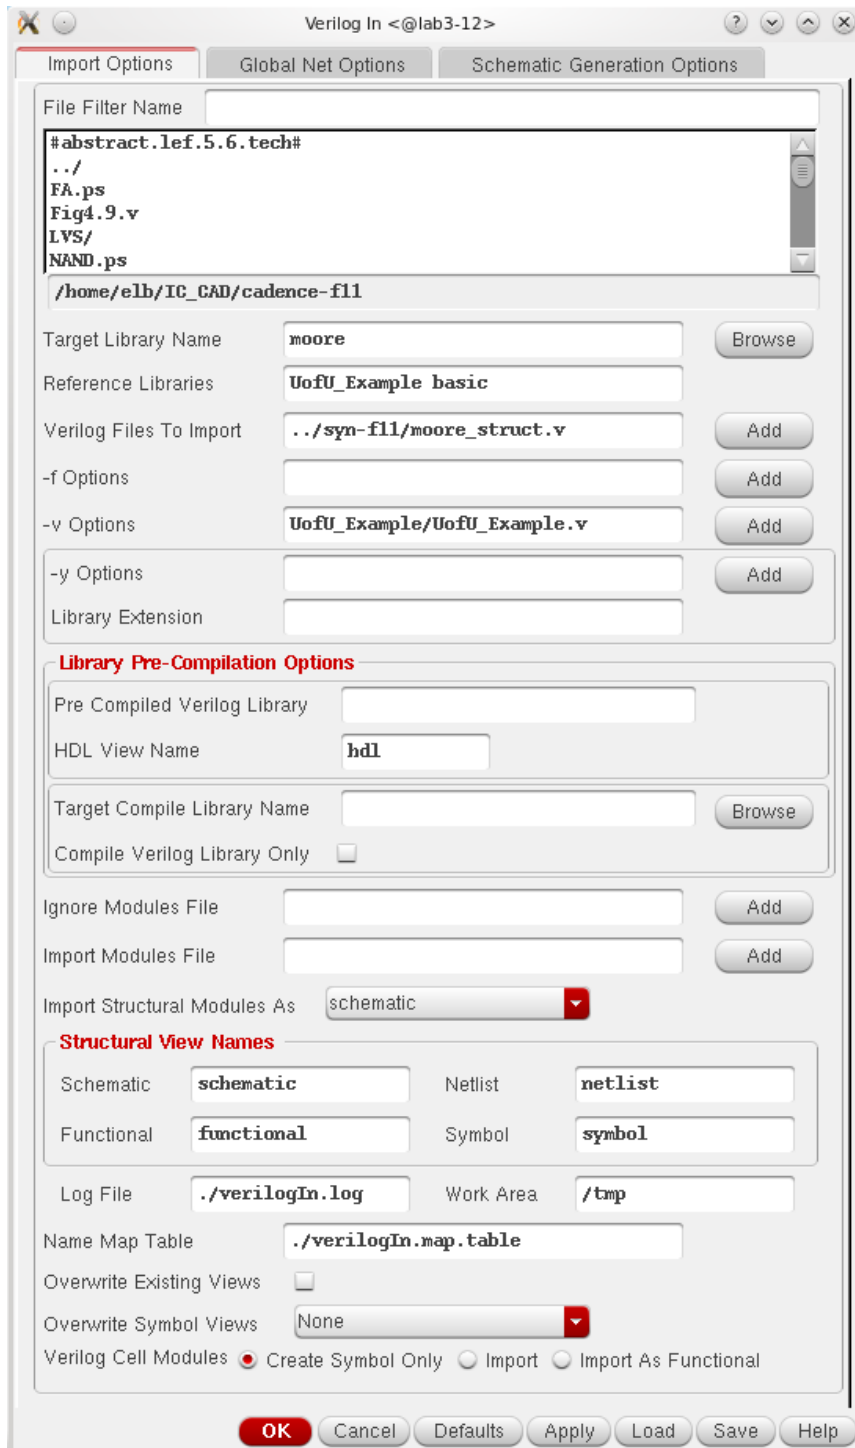 Verilog In <@lab3-12>
Import Options Global Net Options Schematic Generation Options
File Filter Name
#abstract.lef.5.6.tech#
../
FA.ps
Fig4.9.v
LVS/
NAND.ps
/home/elb/IC_CAD/cadence-f11
Target Library Name moore Browse
Reference Libraries UofU_Example basic
Verilog Files To Import ../syn-f11/moore_struct.v Add
-f Options Add
-v Options UofU_Example/UofU_Example.v Add
-y Options Add
Library Extension
Library Pre-Compilation Options
Pre Compiled Verilog Library
HDL View Name hdl
Target Compile Library Name Browse
Compile Verilog Library Only
Ignore Modules File Add
Import Modules File Add
Import Structural Modules As schematic
Structural View Names
Schematic schematic Netlist netlist
Functional functional Symbol symbol
Log File ./verilogIn.log Work Area /tmp
Name Map Table ./verilogIn.map.table
Overwrite Existing Views
Overwrite Symbol Views None
Verilog Cell Modules Create Symbol Only Import Import As Functional
OK Cancel Defaults Apply Load Save Help